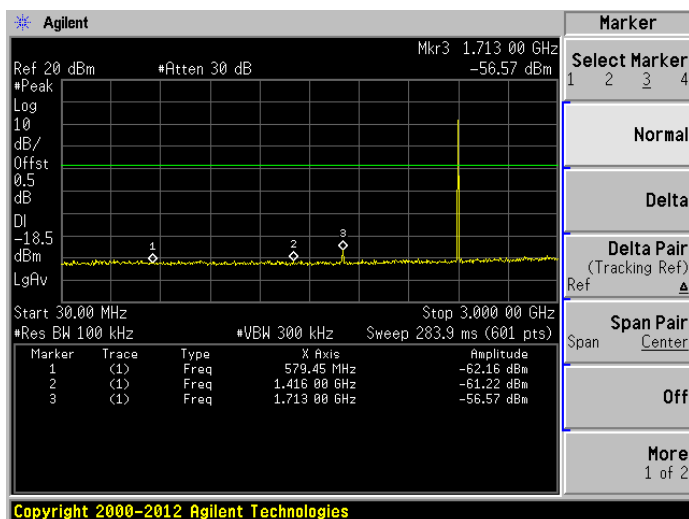 Agilent
Marker
Mkr3 1.713 00 GHz
Ref 20 dBm #Atten 30 dB -56.57 dBm
#Peak
Log
10
dB/
Offst
0.5
dB
DI
-18.5
dBm
LgAv
1 2 3
Start 30.00 MHz Stop 3.000 00 GHz
#Res BW 100 kHz #VBW 300 kHz Sweep 283.9 ms (601 pts)
Marker Trace Type X Axis Amplitude
1 (1) Freq 579.45 MHz -62.16 dBm
2 (1) Freq 1.416 00 GHz -61.22 dBm
3 (1) Freq 1.713 00 GHz -56.57 dBm
Select Marker
1 2 3 4
Normal
Delta
Delta Pair
(Tracking Ref)
Ref Δ
Span Pair
Span Center
Off
More
1 of 2
Copyright 2000-2012 Agilent Technologies